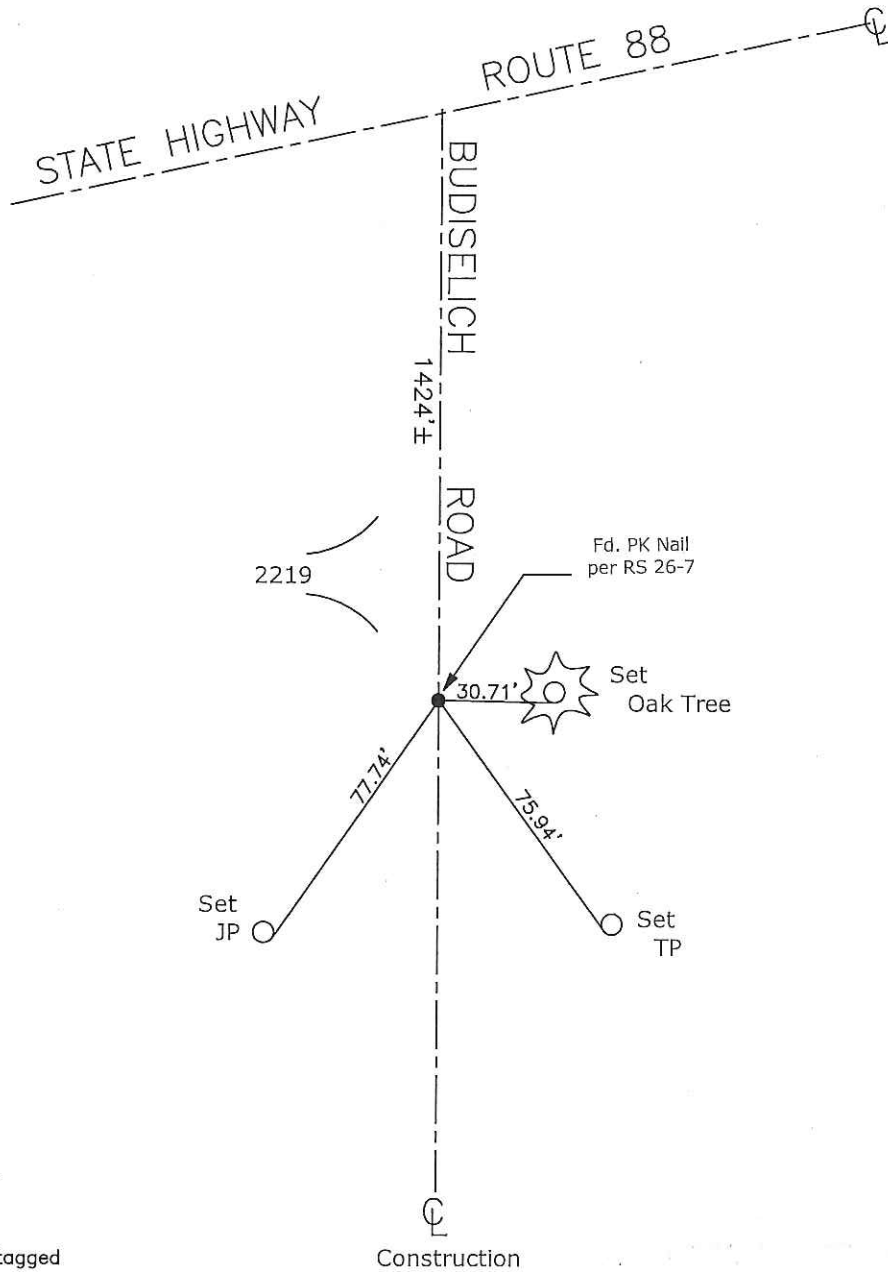 ℄
STATE HIGHWAY ROUTE 88
BUDISELICH ROAD
1424'±
2219
Fd. PK Nail
per RS 26-7
30.71'
Set
Oak Tree
77.74'
75.94'
Set
JP
Set
TP
℄
tagged
Construction